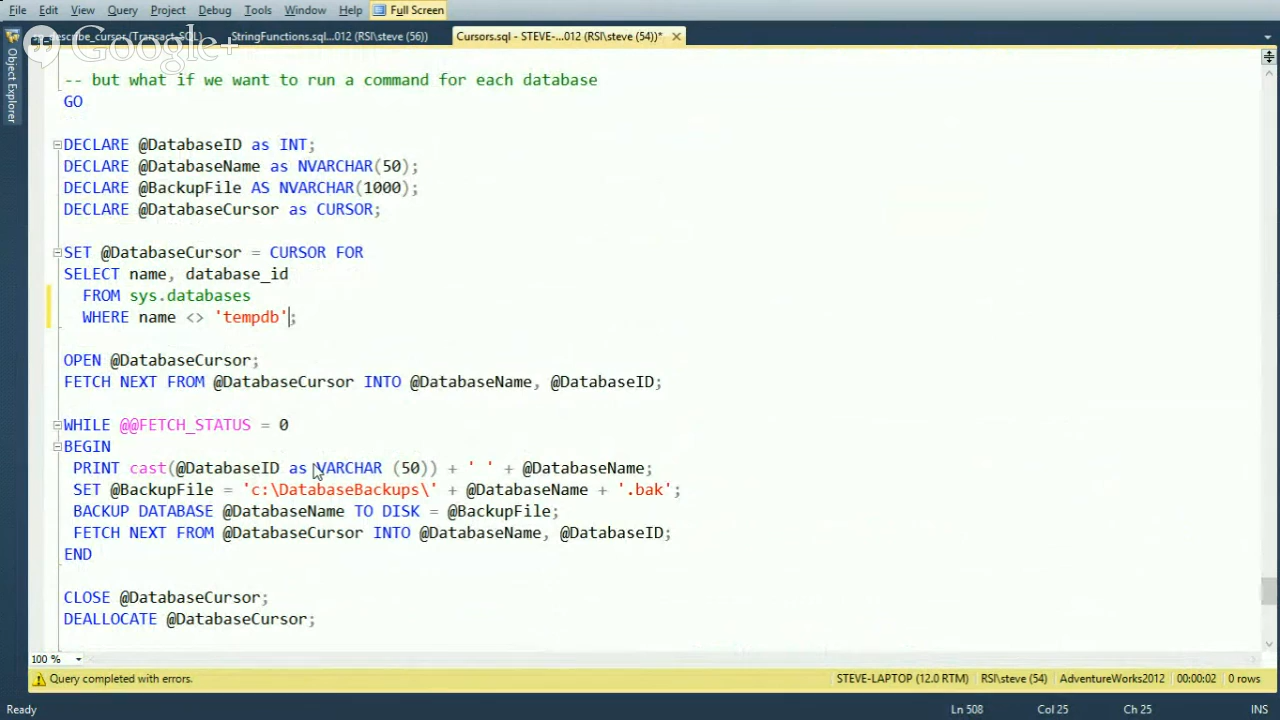 File Edit View Query Project Debug Tools Window Help Full Screen
sp_describe_cursor (Transact-SQL) StringFunctions.sql...012 (RSI\steve (56)) Cursors.sql - STEVE-...012 (RSI\steve (54))*
Google+
Object Explorer
-- but what if we want to run a command for each database
GO
DECLARE @DatabaseID as INT;
DECLARE @DatabaseName as NVARCHAR(50);
DECLARE @BackupFile AS NVARCHAR(1000);
DECLARE @DatabaseCursor as CURSOR;
SET @DatabaseCursor = CURSOR FOR
SELECT name, database_id
FROM sys.databases
WHERE name <> 'tempdb';
OPEN @DatabaseCursor;
FETCH NEXT FROM @DatabaseCursor INTO @DatabaseName, @DatabaseID;
WHILE @@FETCH_STATUS = 0
BEGIN
PRINT cast(@DatabaseID as VARCHAR (50)) + ' ' + @DatabaseName;
SET @BackupFile = 'c:\DatabaseBackups\' + @DatabaseName + '.bak';
BACKUP DATABASE @DatabaseName TO DISK = @BackupFile;
FETCH NEXT FROM @DatabaseCursor INTO @DatabaseName, @DatabaseID;
END
CLOSE @DatabaseCursor;
DEALLOCATE @DatabaseCursor;
100 %
Query completed with errors. STEVE-LAPTOP (12.0 RTM) RSI\steve (54) AdventureWorks2012 00:00:02 0 rows
Ready Ln 508 Col 25 Ch 25 INS